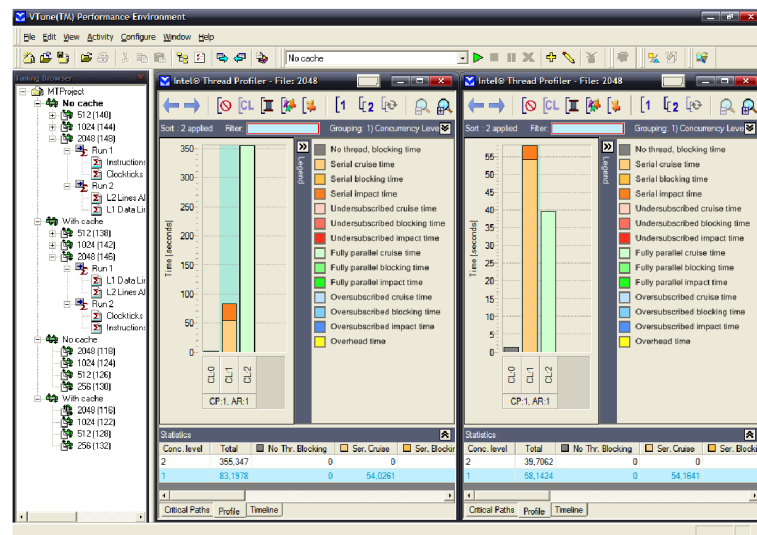 VTune(TM) Performance Environment
File Edit View Activity Configure Window Help
No cache
Tuning Browser
MTProject
No cache
512 (140)
1024 (144)
2048 (148)
Run 1
Instructions
Clockticks
Run 2
L2 Lines Al
L1 Data Lin
With cache
512 (138)
1024 (142)
2048 (146)
Run 1
L1 Data Lin
L2 Lines Al
Run 2
Clockticks
Instructions
No cache
2048 (118)
1024 (124)
512 (126)
256 (130)
With cache
2048 (116)
1024 (122)
512 (128)
256 (132)
Intel® Thread Profiler - File: 2048
CL
1
2
Sort : 2 applied Filter: Grouping: 1) Concurrency Leve
350
300
250
200
150
100
50
0
Time [seconds]
CL:0
CL:1
CL:2
CP:1, AR:1
Legend
No thread, blocking time
Serial cruise time
Serial blocking time
Serial impact time
Undersubscribed cruise time
Undersubscribed blocking time
Undersubscribed impact time
Fully parallel cruise time
Fully parallel blocking time
Fully parallel impact time
Oversubscribed cruise time
Oversubscribed blocking time
Oversubscribed impact time
Overhead time
Statistics
Conc. level Total No Thr. Blocking Ser. Cruise Ser. Blockin
2 355,347 0 0
1 83,1978 0 54,0261
Critical Paths Profile Timeline
Intel® Thread Profiler - File: 2048
CL
1
2
Sort : 2 applied Filter: Grouping: 1) Concurrency Leve
55
50
45
40
35
30
25
20
15
10
5
0
Time [seconds]
CL:0
CL:1
CL:2
CP:1, AR:1
Legend
No thread, blocking time
Serial cruise time
Serial blocking time
Serial impact time
Undersubscribed cruise time
Undersubscribed blocking time
Undersubscribed impact time
Fully parallel cruise time
Fully parallel blocking time
Fully parallel impact time
Oversubscribed cruise time
Oversubscribed blocking time
Oversubscribed impact time
Overhead time
Statistics
Conc. level Total No Thr. Blocking Ser. Cruise Ser. Blocki
2 39,7062 0 0
1 58,1424 0 54,1641
Critical Paths Profile Timeline